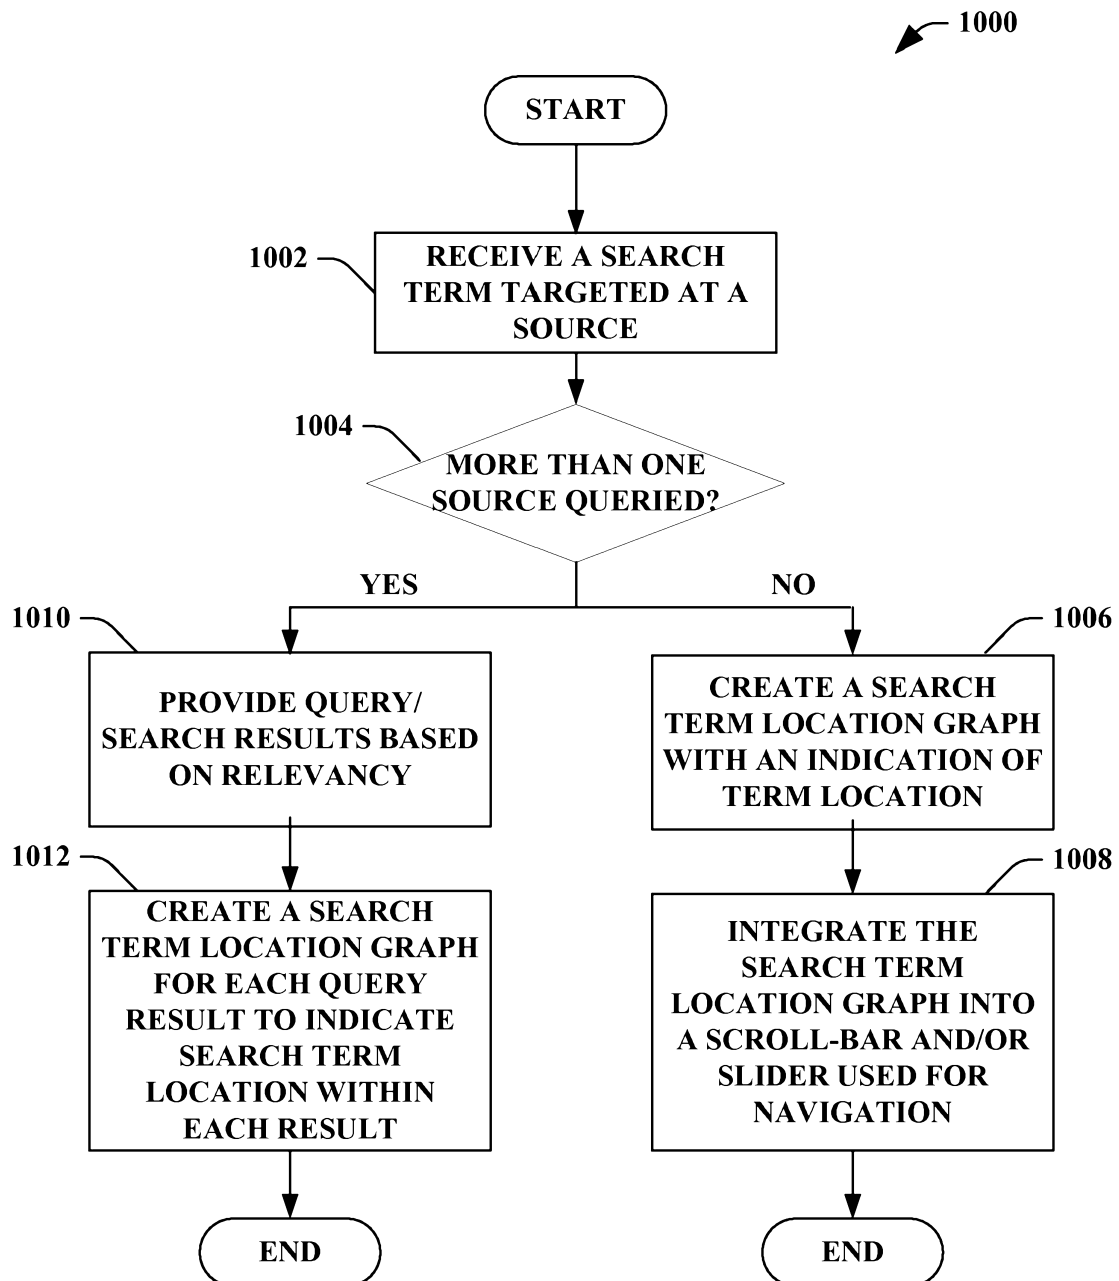 1000
START
1002
RECEIVE A SEARCH
TERM TARGETED AT A
SOURCE
1004
MORE THAN ONE
SOURCE QUERIED?
YES
NO
1010
PROVIDE QUERY/
SEARCH RESULTS BASED
ON RELEVANCY
1006
CREATE A SEARCH
TERM LOCATION GRAPH
WITH AN INDICATION OF
TERM LOCATION
1012
CREATE A SEARCH
TERM LOCATION GRAPH
FOR EACH QUERY
RESULT TO INDICATE
SEARCH TERM
LOCATION WITHIN
EACH RESULT
1008
INTEGRATE THE
SEARCH TERM
LOCATION GRAPH INTO
A SCROLL-BAR AND/OR
SLIDER USED FOR
NAVIGATION
END
END